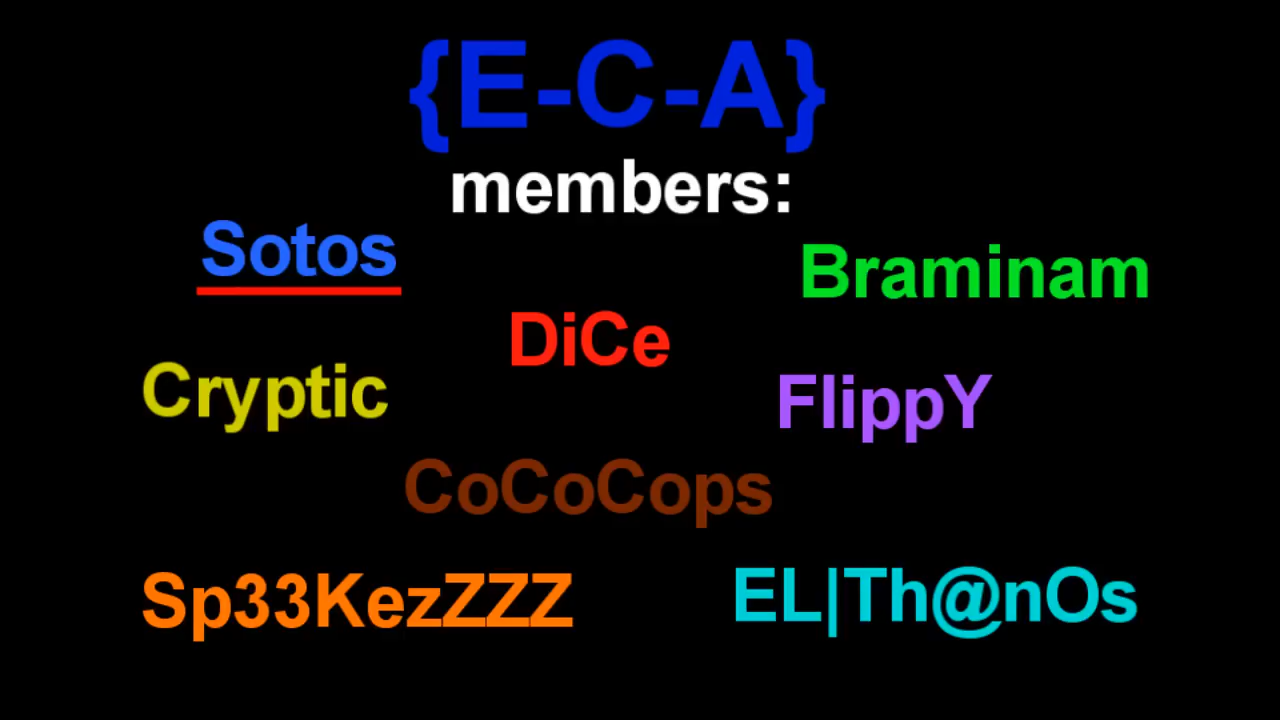 {E-C-A}
members:
Sotos
Braminam
DiCe
Cryptic
FlippY
CoCoCops
Sp33KezZZZ
EL|Th@nOs